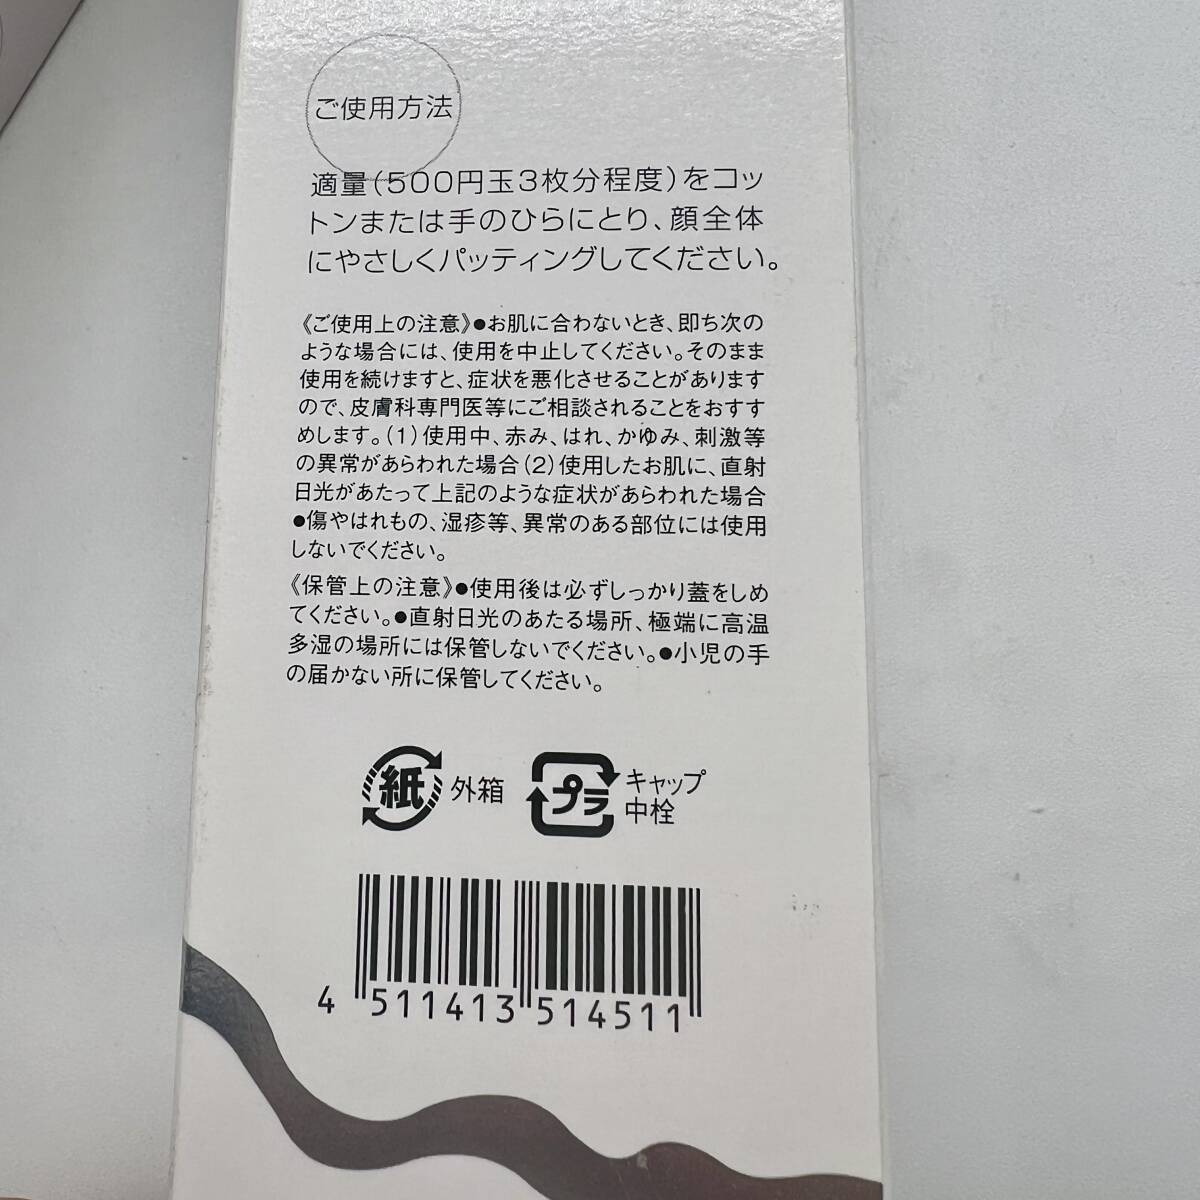 ご使用方法
適量(500円玉3枚分程度)をコッ
トンまたは手のひらにとり、顔全体
にやさしくパッティングしてください。
《ご使用上の注意》●お肌に合わないとき、即ち次の
ような場合には、使用を中止してください。そのまま
使用を続けますと、症状を悪化させることがあります
ので、皮膚科専門医等にご相談されることをおすす
めします。(1)使用中、赤み、はれ、かゆみ、刺激等
の異常があらわれた場合(2)使用したお肌に、直射
日光があたって上記のような症状があらわれた場合
●傷やはれもの、湿疹等、異常のある部位には使用
しないでください。
《保管上の注意》●使用後は必ずしっかり蓋をしめ
てください。●直射日光のあたる場所、極端に高温
多湿の場所には保管しないでください。●小児の手
の届かない所に保管してください。
紙 外箱 プラ キャップ
中栓
4 511413 514511